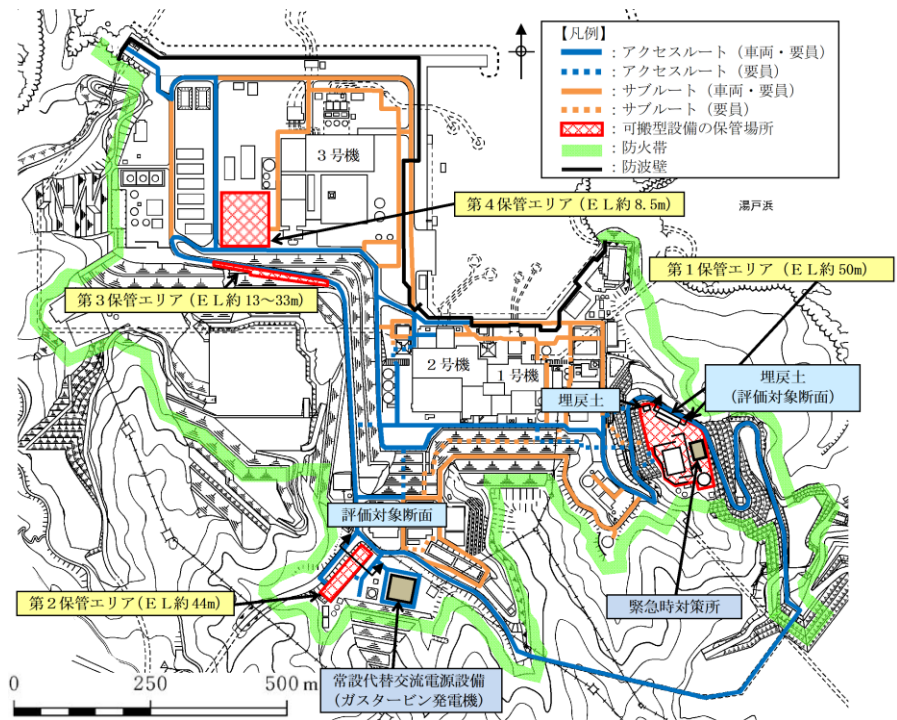 【凡例】
：アクセスルート（車両・要員）
：アクセスルート（要員）
：サブルート（車両・要員）
：サブルート（要員）
：可搬型設備の保管場所
：防火帯
：防波壁
3号機
第４保管エリア（ＥＬ約8.5m）
湯戸浜
第１保管エリア（ＥＬ約50m）
第３保管エリア（ＥＬ約13～33m）
2号機
1号機
埋戻土
埋戻土
（評価対象断面）
評価対象断面
第２保管エリア（ＥＬ約44m）
緊急時対策所
常設代替交流電源設備
（ガスタービン発電機）
0 250 500 m